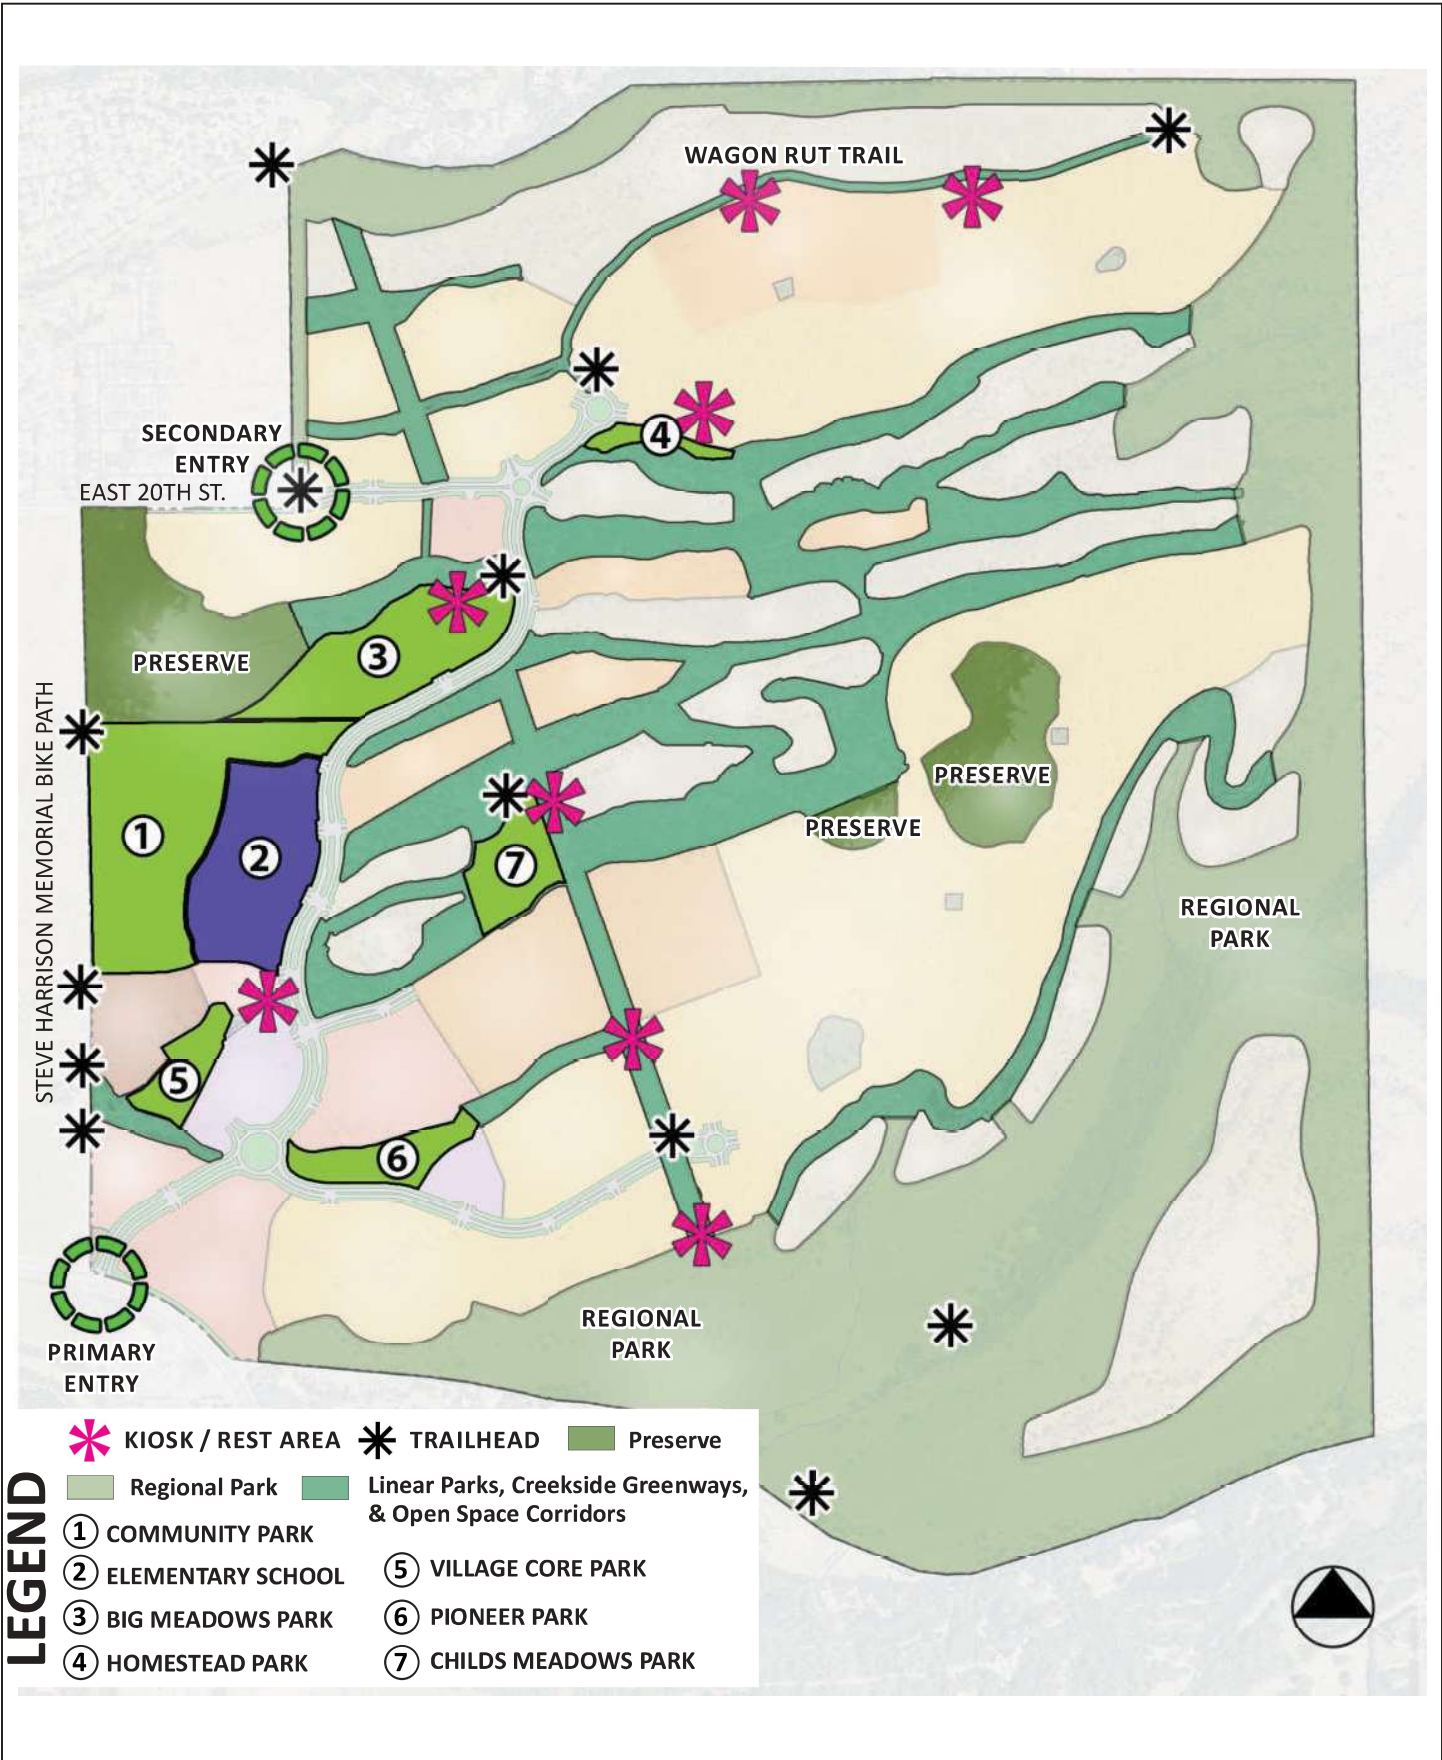 WAGON RUT TRAIL
SECONDARY
ENTRY
EAST 20TH ST.
4
3
PRESERVE
PRESERVE
PRESERVE
STEVE HARRISON MEMORIAL BIKE PATH
1
2
7
REGIONAL
PARK
5
6
REGIONAL
PARK
PRIMARY
ENTRY
LEGEND
KIOSK / REST AREA
TRAILHEAD
Preserve
Regional Park
Linear Parks, Creekside Greenways,
& Open Space Corridors
1 COMMUNITY PARK
2 ELEMENTARY SCHOOL
3 BIG MEADOWS PARK
4 HOMESTEAD PARK
5 VILLAGE CORE PARK
6 PIONEER PARK
7 CHILDS MEADOWS PARK